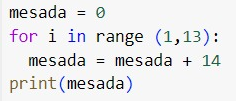 mesada = 0
for i in range (1,13):
  mesada = mesada + 14
print(mesada)